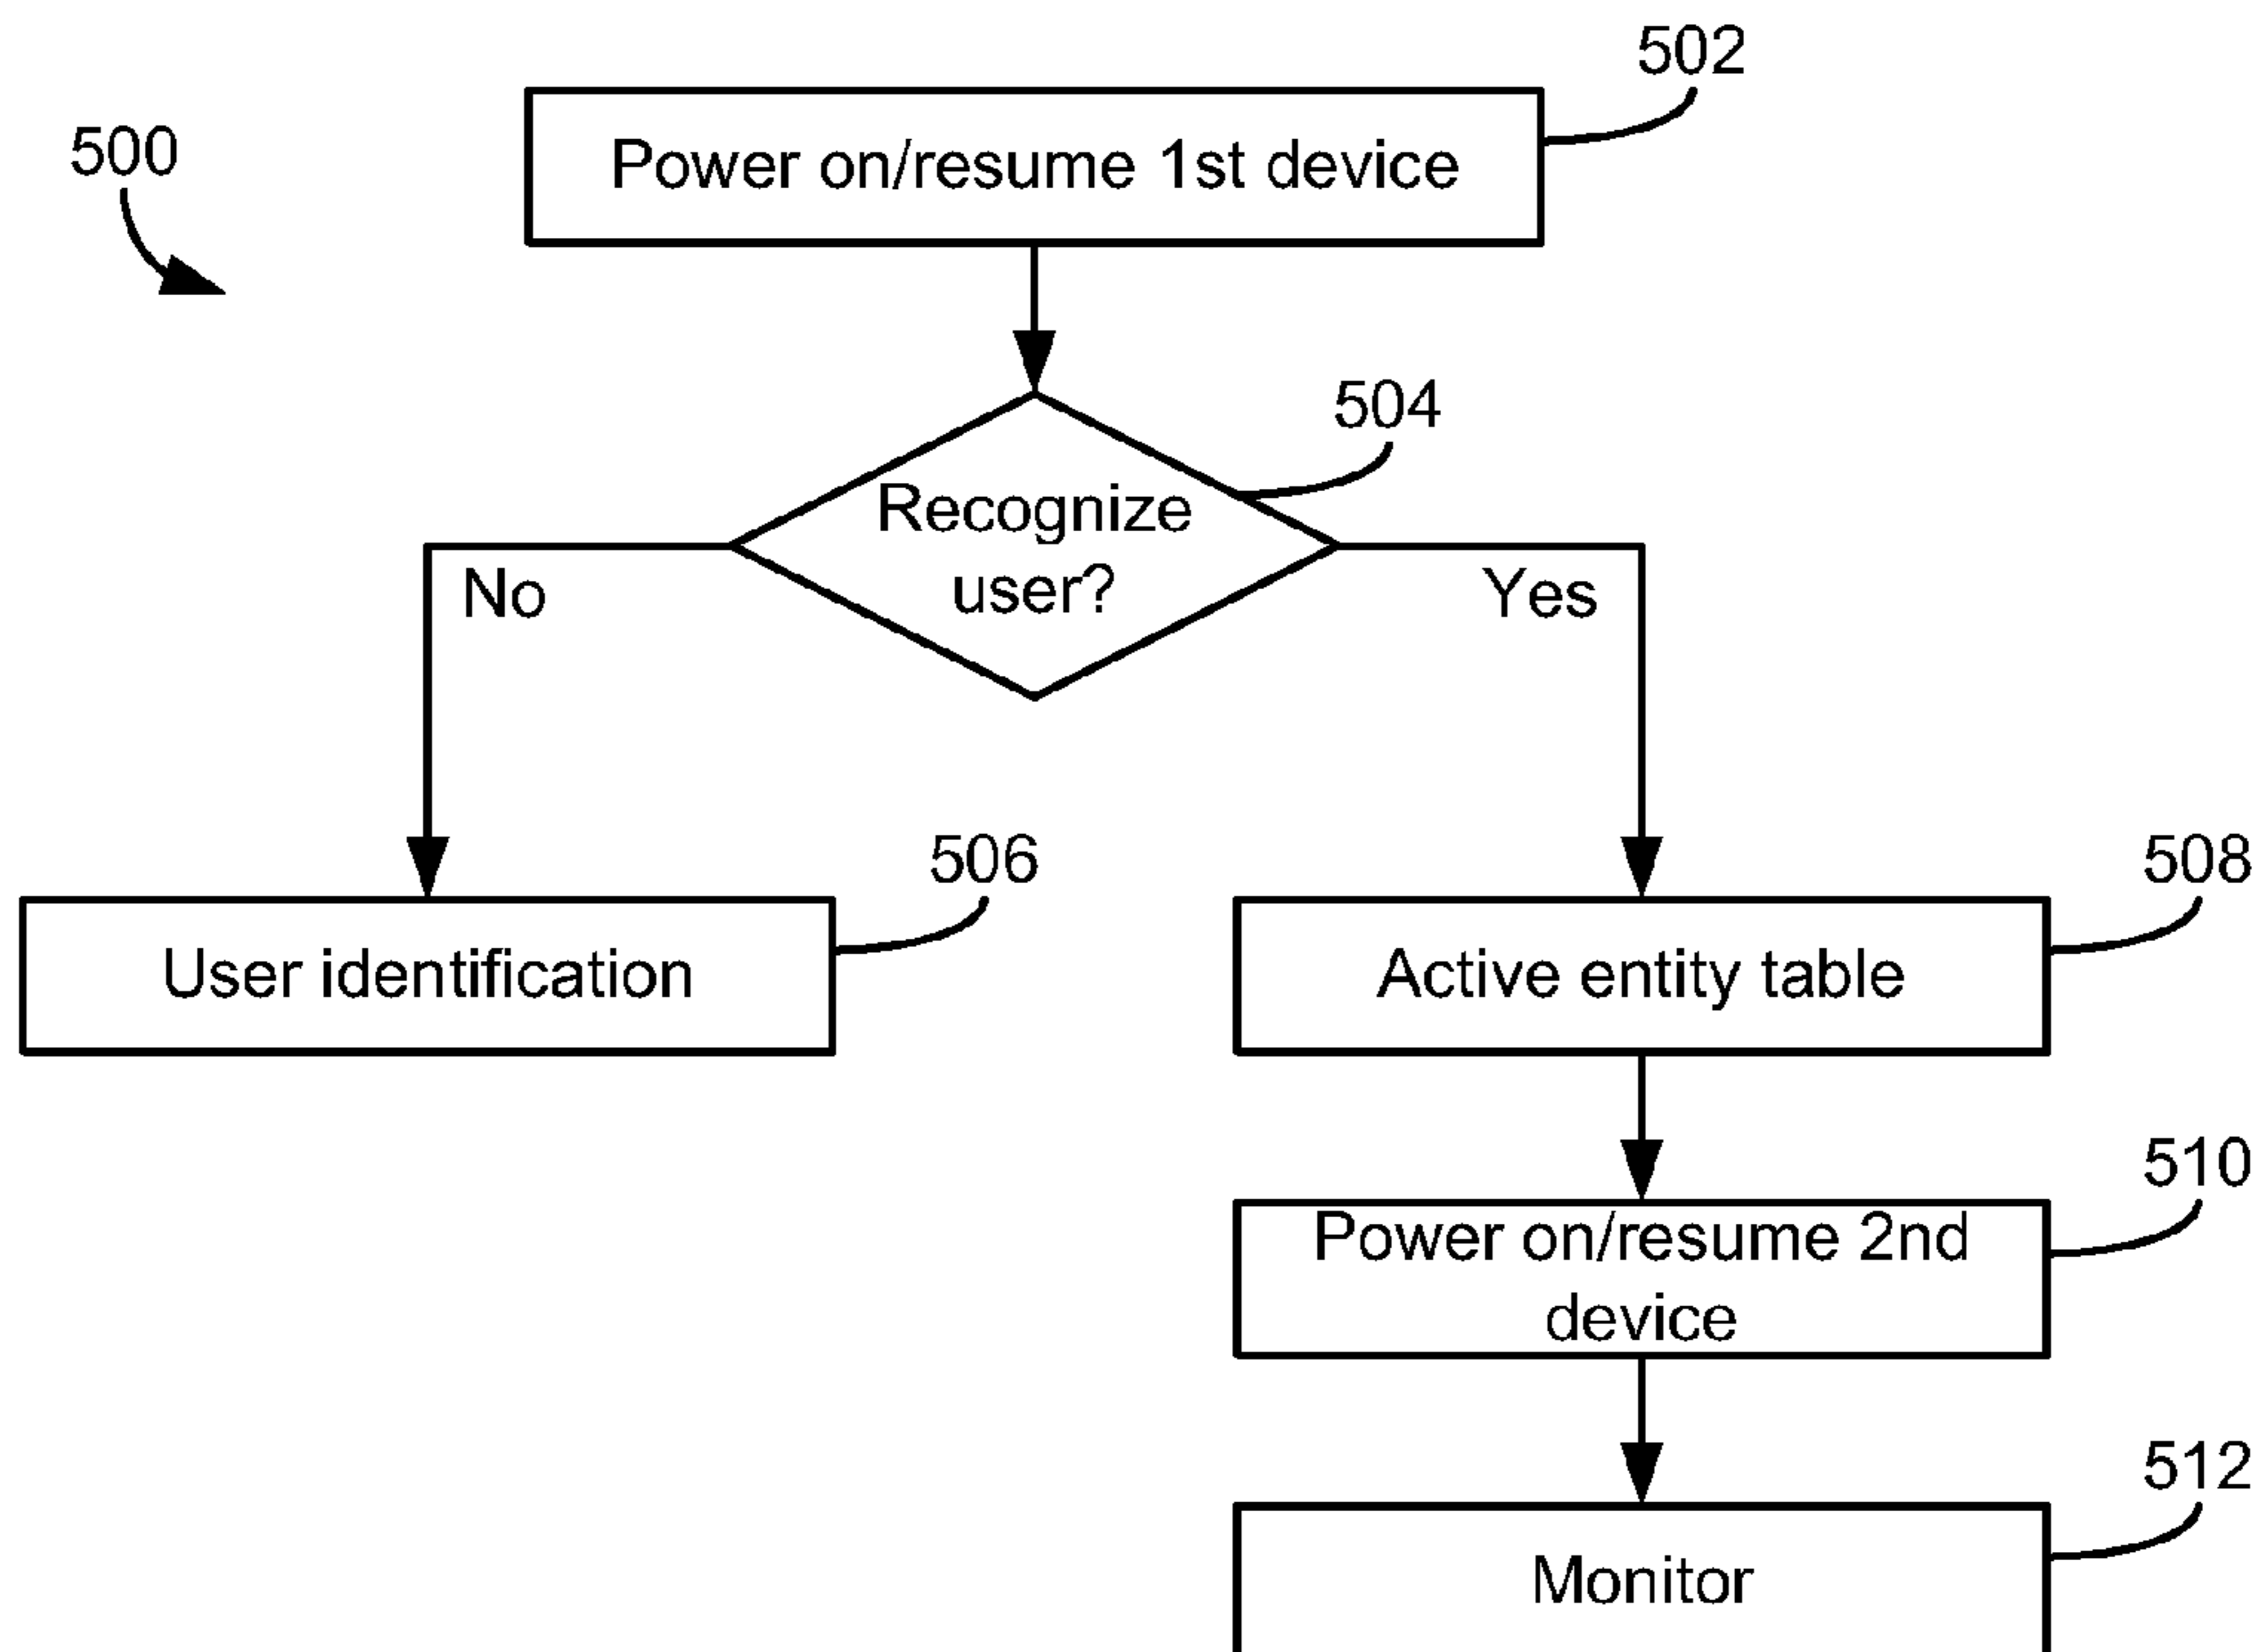 502
500
Power on/resume 1st device
504
Recognize
user?
No
Yes
506
508
User identification
Active entity table
510
Power on/resume 2nd
device
512
Monitor